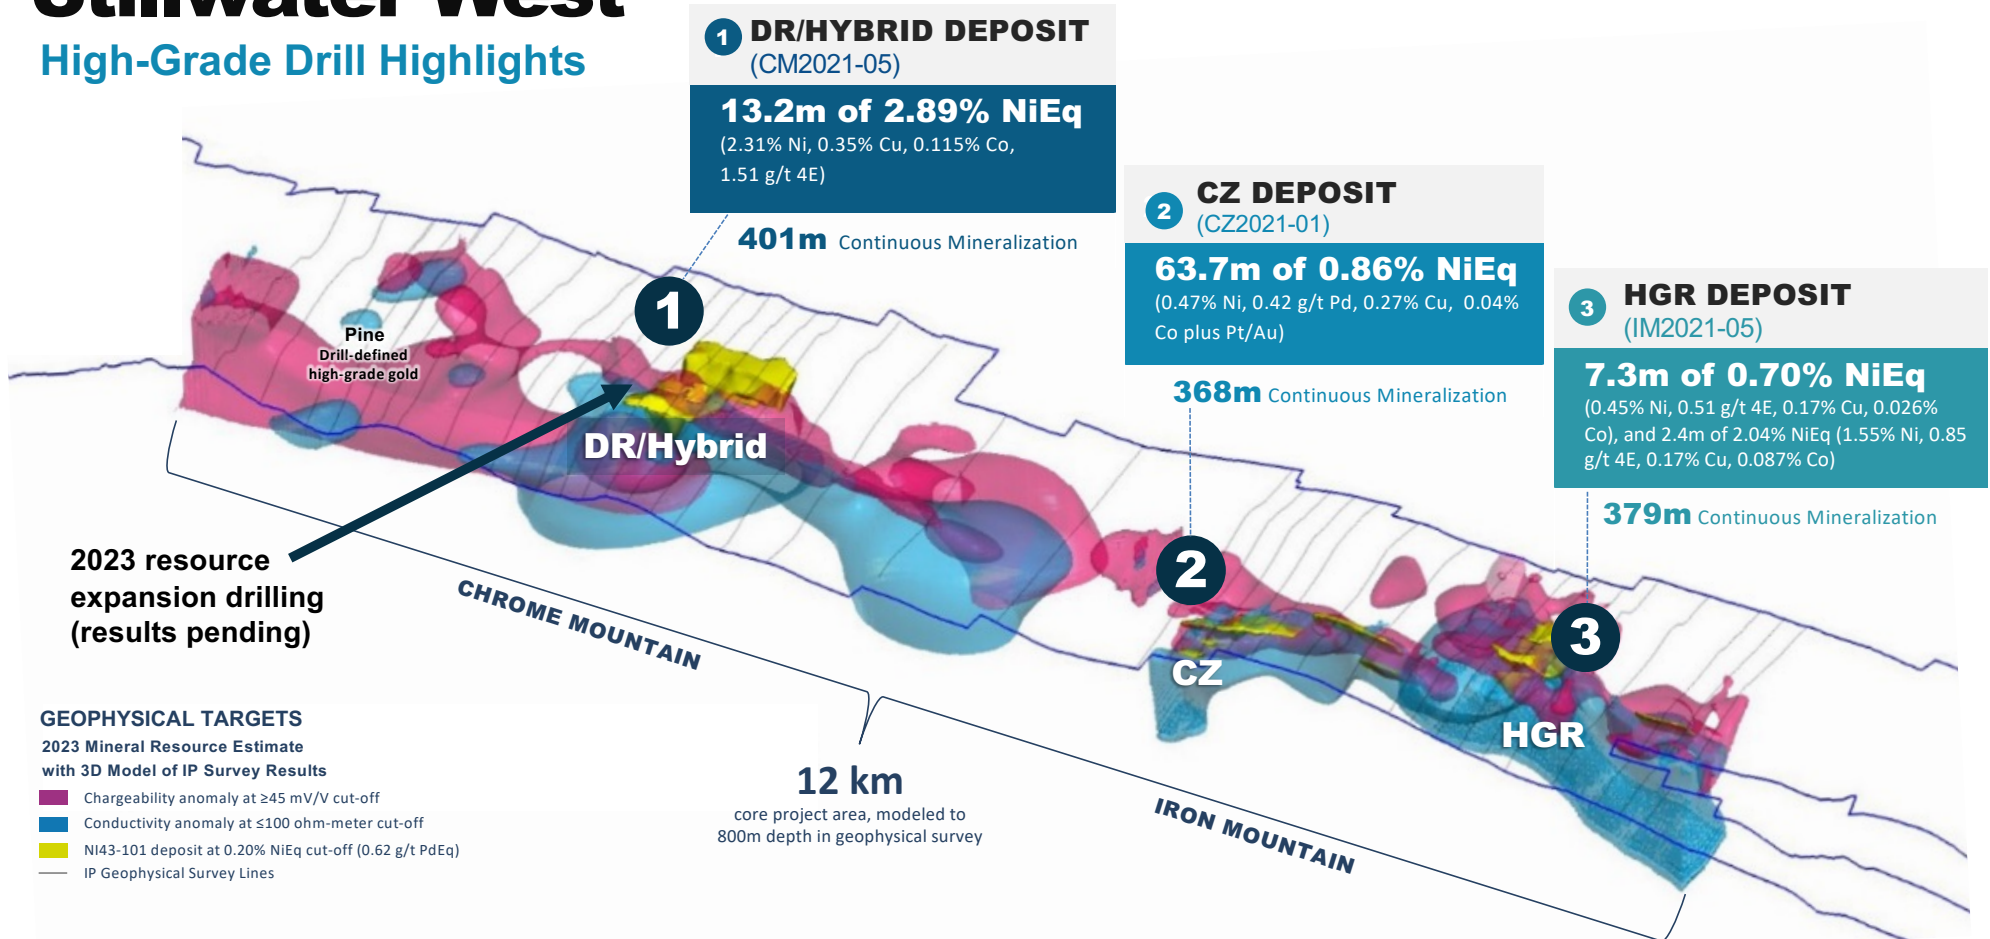 Stillwater West
High-Grade Drill Highlights
1 DR/HYBRID DEPOSIT
(CM2021-05)
13.2m of 2.89% NiEq
(2.31% Ni, 0.35% Cu, 0.115% Co,
1.51 g/t 4E)
401m Continuous Mineralization
2 CZ DEPOSIT
(CZ2021-01)
63.7m of 0.86% NiEq
(0.47% Ni, 0.42 g/t Pd, 0.27% Cu, 0.04%
Co plus Pt/Au)
368m Continuous Mineralization
3 HGR DEPOSIT
(IM2021-05)
7.3m of 0.70% NiEq
(0.45% Ni, 0.51 g/t 4E, 0.17% Cu, 0.026%
Co), and 2.4m of 2.04% NiEq (1.55% Ni, 0.85
g/t 4E, 0.17% Cu, 0.087% Co)
379m Continuous Mineralization
1
Pine
Drill-defined
high-grade gold
DR/Hybrid
2
CZ
3
HGR
2023 resource
expansion drilling
(results pending)
CHROME MOUNTAIN
12 km
core project area, modeled to
800m depth in geophysical survey
IRON MOUNTAIN
GEOPHYSICAL TARGETS
2023 Mineral Resource Estimate
with 3D Model of IP Survey Results
Chargeability anomaly at ≥45 mV/V cut-off
Conductivity anomaly at ≤100 ohm-meter cut-off
NI43-101 deposit at 0.20% NiEq cut-off (0.62 g/t PdEq)
IP Geophysical Survey Lines